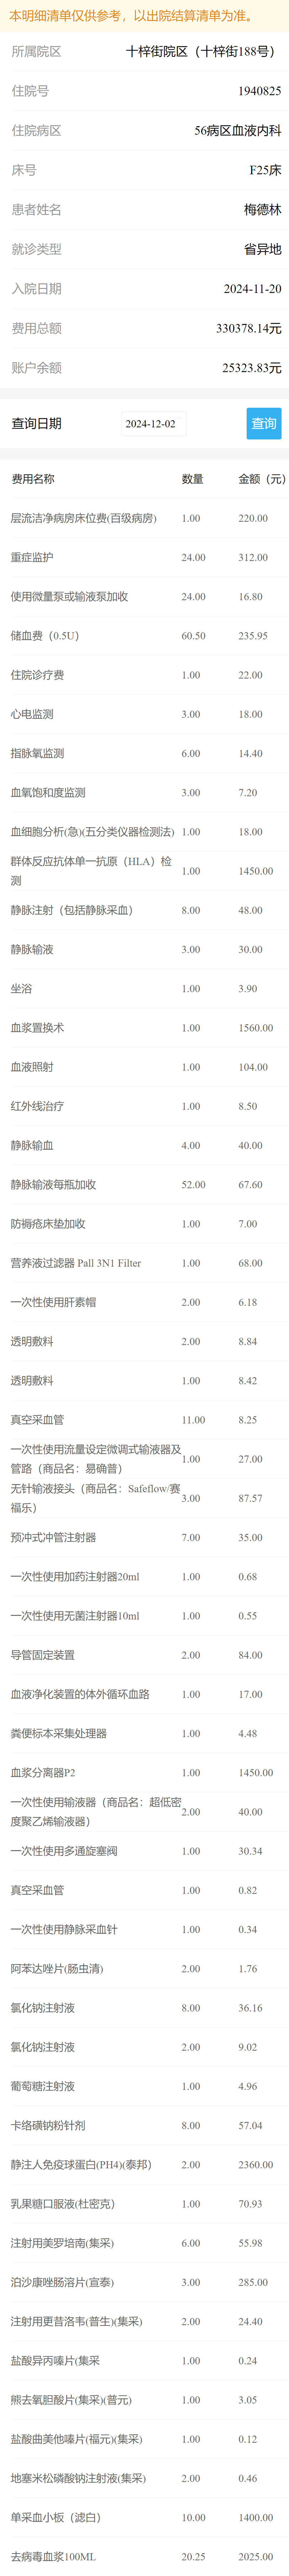 本明细清单仅供参考，以出院结算清单为准。
所属院区 十梓街院区（十梓街188号）
住院号 1940825
住院病区 56病区血液内科
床号 F25床
患者姓名 梅德林
就诊类型 省异地
入院日期 2024-11-20
费用总额 330378.14元
账户余额 25323.83元
查询日期 2024-12-02 查询
费用名称 数量 金额（元）
层流洁净病房床位费(百级病房) 1.00 220.00
重症监护 24.00 312.00
使用微量泵或输液泵加收 24.00 16.80
储血费（0.5U） 60.50 235.95
住院诊疗费 1.00 22.00
心电监测 3.00 18.00
指脉氧监测 6.00 14.40
血氧饱和度监测 3.00 7.20
血细胞分析(急)(五分类仪器检测法) 1.00 18.00
群体反应抗体单一抗原（HLA）检
测 1.00 1450.00
静脉注射（包括静脉采血） 8.00 48.00
静脉输液 3.00 30.00
坐浴 1.00 3.90
血浆置换术 1.00 1560.00
血液照射 1.00 104.00
红外线治疗 1.00 8.50
静脉输血 4.00 40.00
静脉输液每瓶加收 52.00 67.60
防褥疮床垫加收 1.00 7.00
营养液过滤器 Pall 3N1 Filter 1.00 68.00
一次性使用肝素帽 2.00 6.18
透明敷料 2.00 8.84
透明敷料 1.00 8.42
真空采血管 11.00 8.25
一次性使用流量设定微调式输液器及
管路（商品名：易确普） 1.00 27.00
无针输液接头（商品名：Safeflow/赛
福乐） 3.00 87.57
预冲式冲管注射器 7.00 35.00
一次性使用加药注射器20ml 1.00 0.68
一次性使用无菌注射器10ml 1.00 0.55
导管固定装置 2.00 84.00
血液净化装置的体外循环血路 1.00 17.00
粪便标本采集处理器 1.00 4.48
血浆分离器P2 1.00 1450.00
一次性使用输液器（商品名：超低密
度聚乙烯输液器） 2.00 40.00
一次性使用多通旋塞阀 1.00 30.34
真空采血管 1.00 0.82
一次性使用静脉采血针 1.00 0.34
阿苯达唑片(肠虫清) 2.00 1.76
氯化钠注射液 8.00 36.16
氯化钠注射液 2.00 9.02
葡萄糖注射液 1.00 4.96
卡络磺钠粉针剂 8.00 57.04
静注人免疫球蛋白(PH4)(泰邦） 2.00 2360.00
乳果糖口服液(杜密克） 1.00 70.93
注射用美罗培南(集采) 6.00 55.98
泊沙康唑肠溶片(宣泰) 3.00 285.00
注射用更昔洛韦(普生)(集采) 2.00 24.40
盐酸异丙嗪片(集采 1.00 0.24
熊去氧胆酸片(集采)(普元) 1.00 3.05
盐酸曲美他嗪片(福元)(集采) 1.00 0.12
地塞米松磷酸钠注射液(集采) 2.00 0.46
单采血小板（滤白） 10.00 1400.00
去病毒血浆100ML 20.25 2025.00